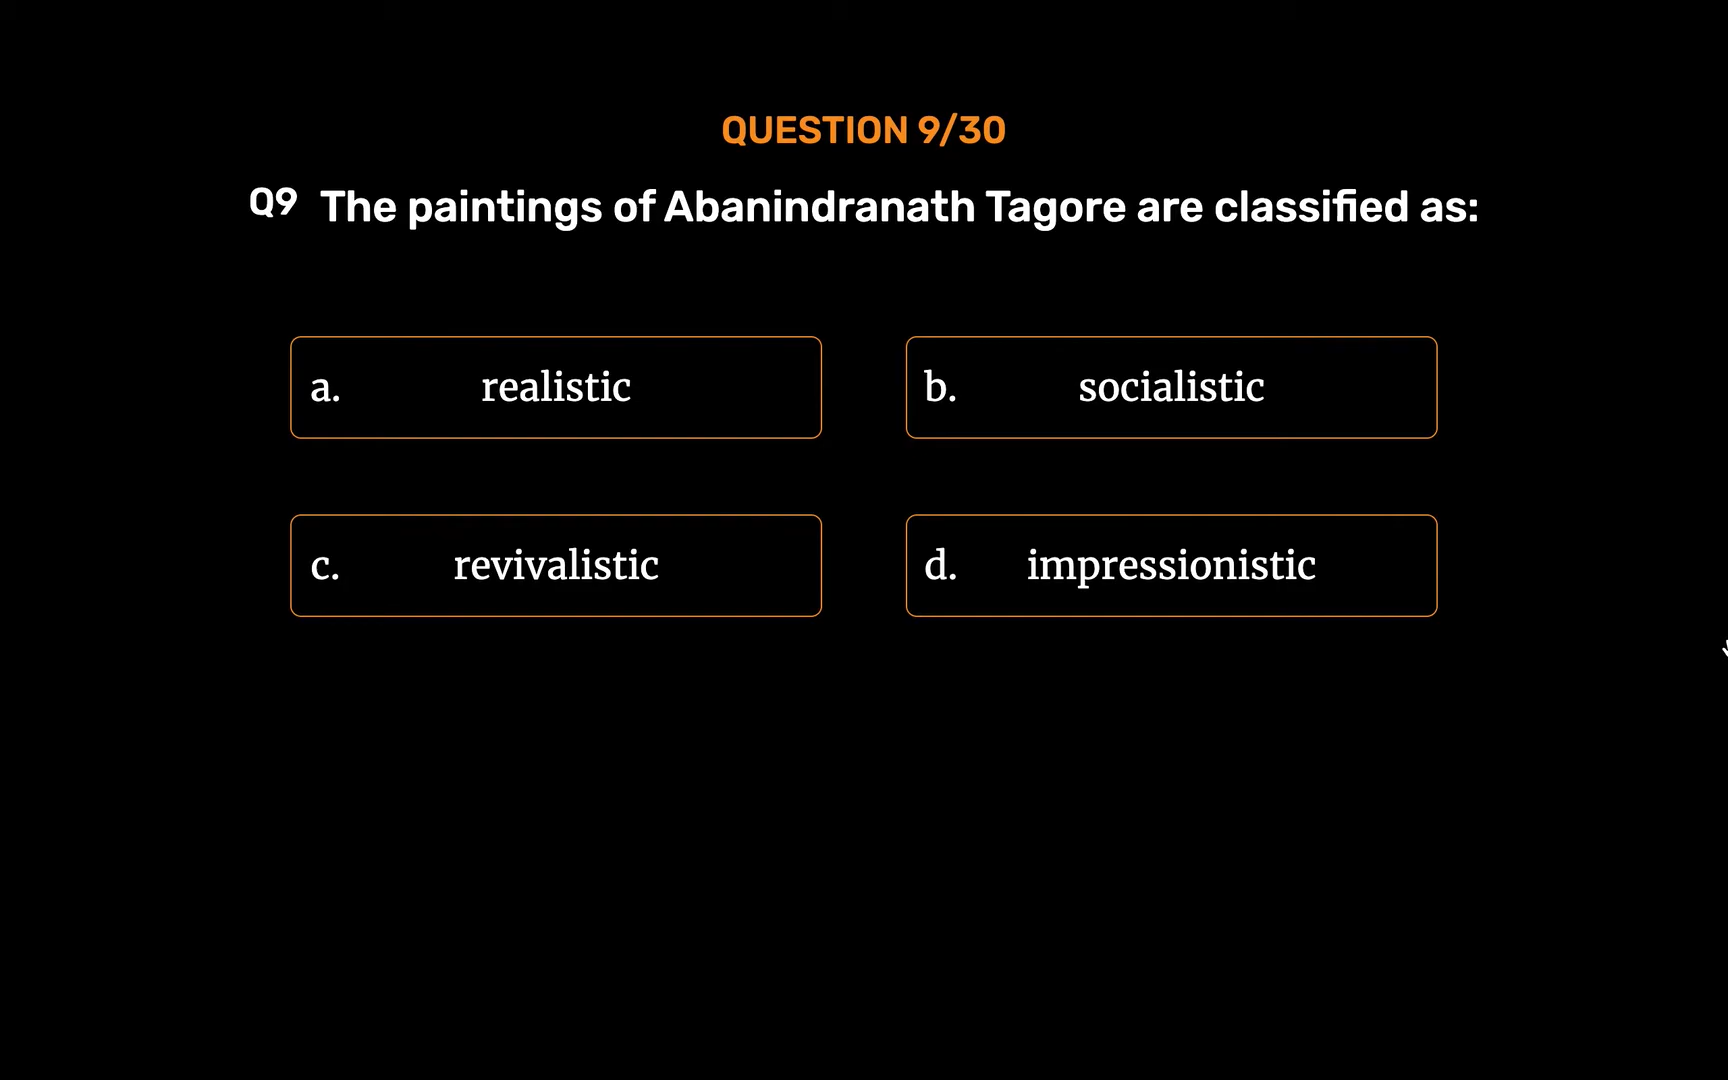 QUESTION 9/30
Q9 The paintings of Abanindranath Tagore are classified as:
a. realistic
b. socialistic
c. revivalistic
d. impressionistic